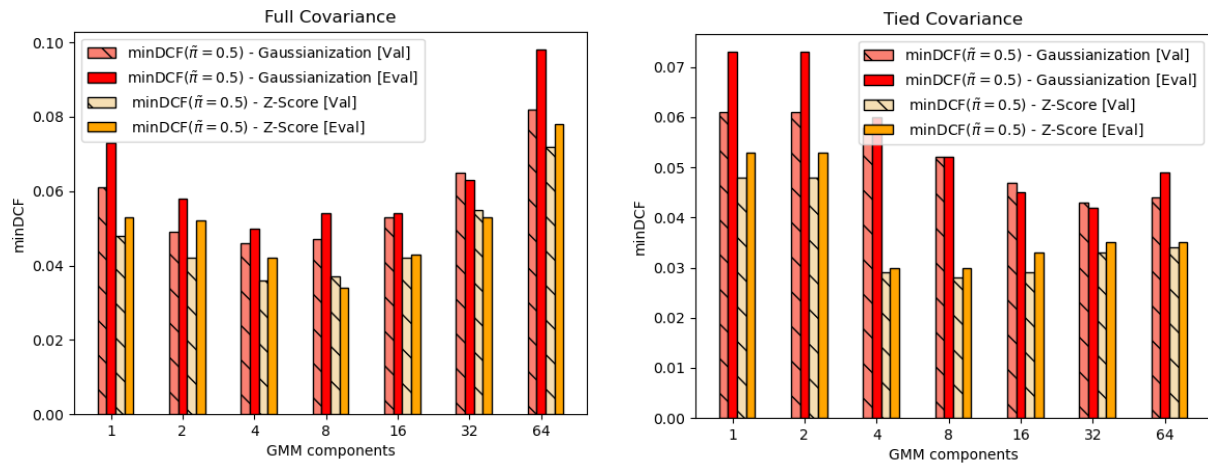 Full Covariance
minDCF(π̃ = 0.5) - Gaussianization [Val]
minDCF(π̃ = 0.5) - Gaussianization [Eval]
minDCF(π̃ = 0.5) - Z-Score [Val]
minDCF(π̃ = 0.5) - Z-Score [Eval]
minDCF
0.10
0.08
0.06
0.04
0.02
0.00
1 2 4 8 16 32 64
GMM components
Tied Covariance
minDCF(π̃ = 0.5) - Gaussianization [Val]
minDCF(π̃ = 0.5) - Gaussianization [Eval]
minDCF(π̃ = 0.5) - Z-Score [Val]
minDCF(π̃ = 0.5) - Z-Score [Eval]
minDCF
0.07
0.06
0.05
0.04
0.03
0.02
0.01
0.00
1 2 4 8 16 32 64
GMM components